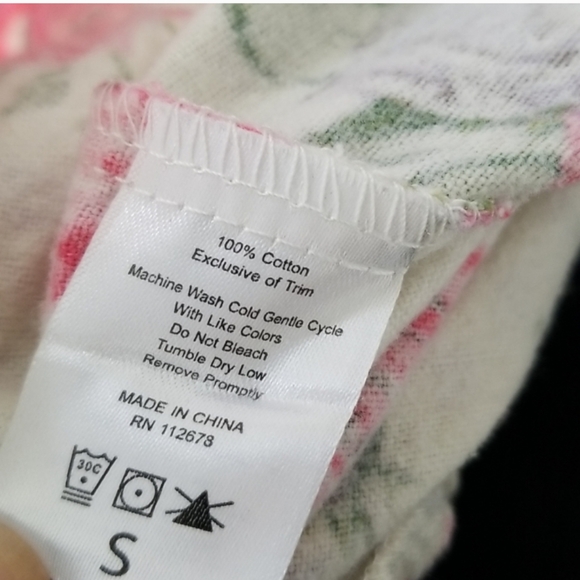 100% Cotton
Exclusive of Trim
Machine Wash Cold Gentle Cycle
With Like Colors
Do Not Bleach
Tumble Dry Low
Remove Promptly
MADE IN CHINA
RN 112678
30C
S